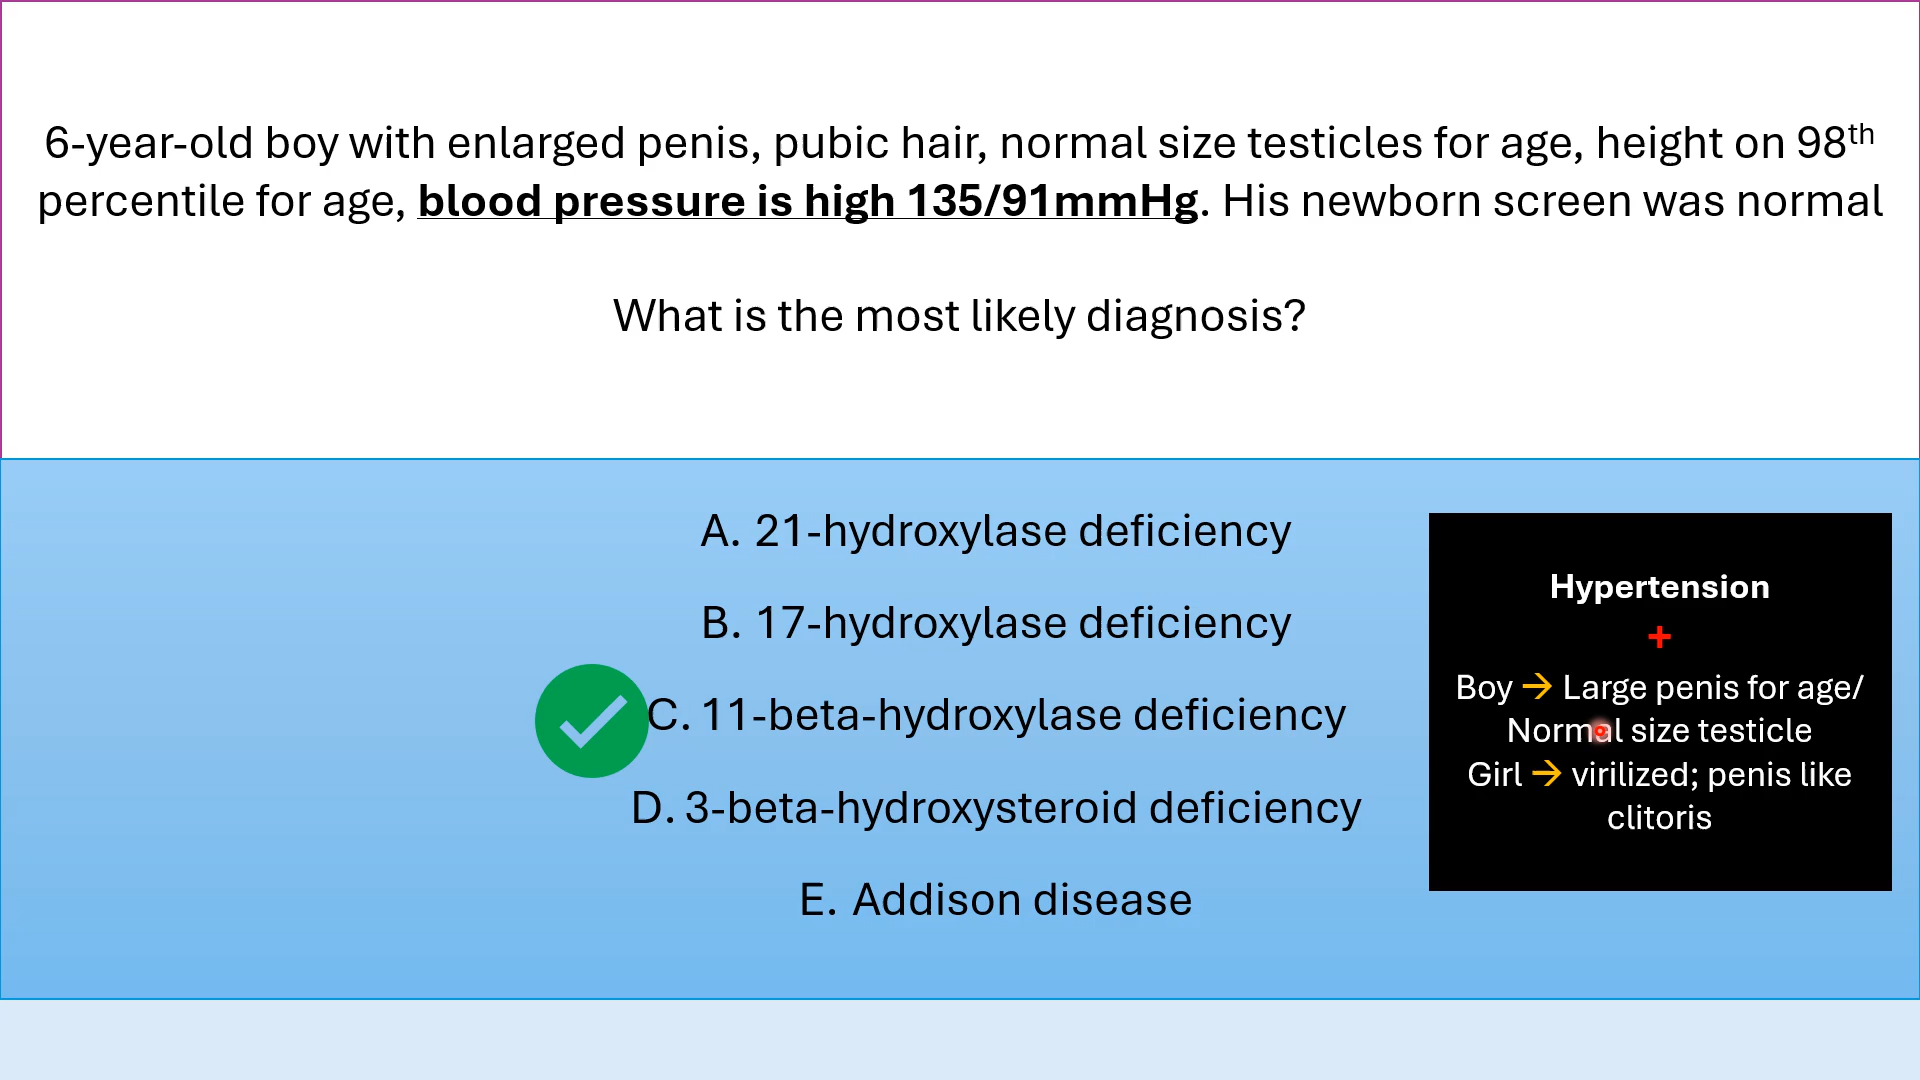 6-year-old boy with enlarged penis, pubic hair, normal size testicles for age, height on 98th
percentile for age, blood pressure is high 135/91mmHg. His newborn screen was normal
What is the most likely diagnosis?
A. 21-hydroxylase deficiency
B. 17-hydroxylase deficiency
C. 11-beta-hydroxylase deficiency
D. 3-beta-hydroxysteroid deficiency
E. Addison disease
Hypertension
+
Boy → Large penis for age/
Normal size testicle
Girl → virilized; penis like
clitoris